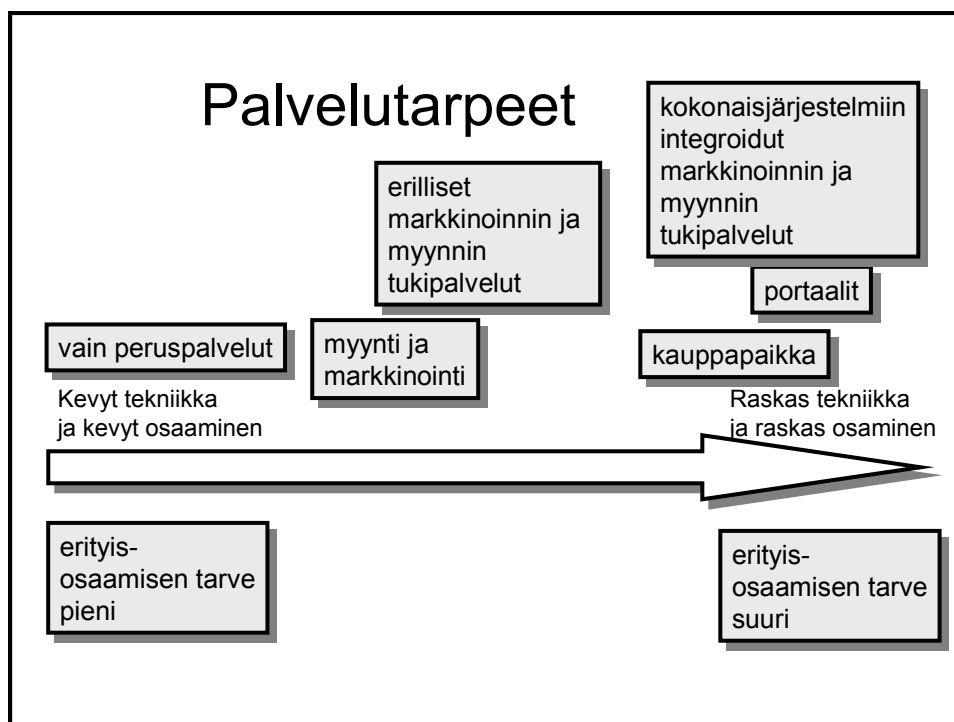 Palvelutarpeet
kokonaisjärjestelmiin
integroidut
markkinoinnin ja
myynnin
tukipalvelut
erilliset
markkinoinnin ja
myynnin
tukipalvelut
portaalit
vain peruspalvelut
myynti ja
markkinointi
kauppapaikka
Kevyt tekniikka
ja kevyt osaaminen
Raskas tekniikka
ja raskas osaminen
erityis-
osaamisen tarve
pieni
erityis-
osaamisen tarve
suuri